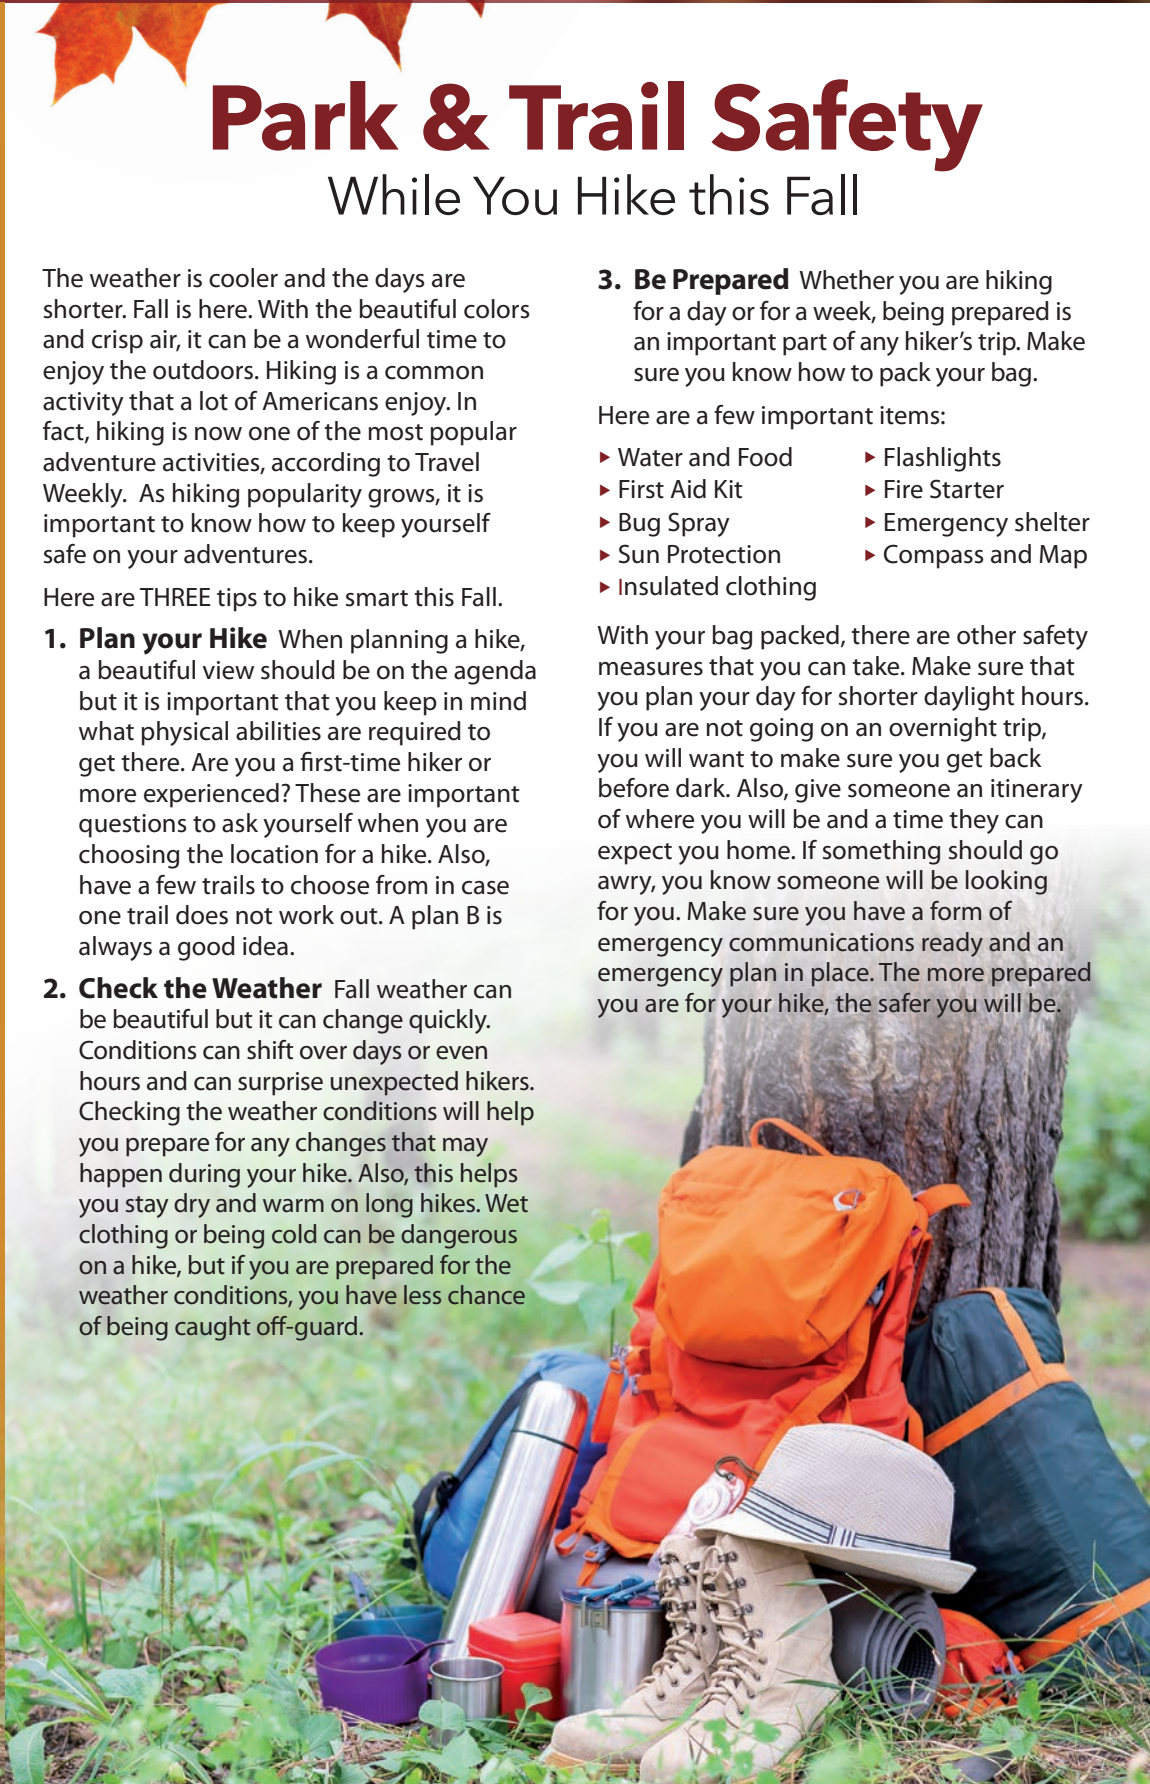 Park & Trail Safety
While You Hike this Fall
The weather is cooler and the days are
shorter. Fall is here. With the beautiful colors
and crisp air, it can be a wonderful time to
enjoy the outdoors. Hiking is a common
activity that a lot of Americans enjoy. In
fact, hiking is now one of the most popular
adventure activities, according to Travel
Weekly.  As hiking popularity grows, it is
important to know how to keep yourself
safe on your adventures.
Here are THREE tips to hike smart this Fall.
1. Plan your Hike When planning a hike,
a beautiful view should be on the agenda
but it is important that you keep in mind
what physical abilities are required to
get there. Are you a first-time hiker or
more experienced? These are important
questions to ask yourself when you are
choosing the location for a hike. Also,
have a few trails to choose from in case
one trail does not work out. A plan B is
always a good idea.
2. Check the Weather Fall weather can
be beautiful but it can change quickly.
Conditions can shift over days or even
hours and can surprise unexpected hikers.
Checking the weather conditions will help
you prepare for any changes that may
happen during your hike. Also, this helps
you stay dry and warm on long hikes. Wet
clothing or being cold can be dangerous
on a hike, but if you are prepared for the
weather conditions, you have less chance
of being caught off-guard.
3. Be Prepared Whether you are hiking
for a day or for a week, being prepared is
an important part of any hiker's trip. Make
sure you know how to pack your bag.
Here are a few important items:
▸ Water and Food
▸ First Aid Kit
▸ Bug Spray
▸ Sun Protection
▸ Insulated clothing
▸ Flashlights
▸ Fire Starter
▸ Emergency shelter
▸ Compass and Map
With your bag packed, there are other safety
measures that you can take. Make sure that
you plan your day for shorter daylight hours.
If you are not going on an overnight trip,
you will want to make sure you get back
before dark. Also, give someone an itinerary
of where you will be and a time they can
expect you home. If something should go
awry, you know someone will be looking
for you. Make sure you have a form of
emergency communications ready and an
emergency plan in place. The more prepared
you are for your hike, the safer you will be.